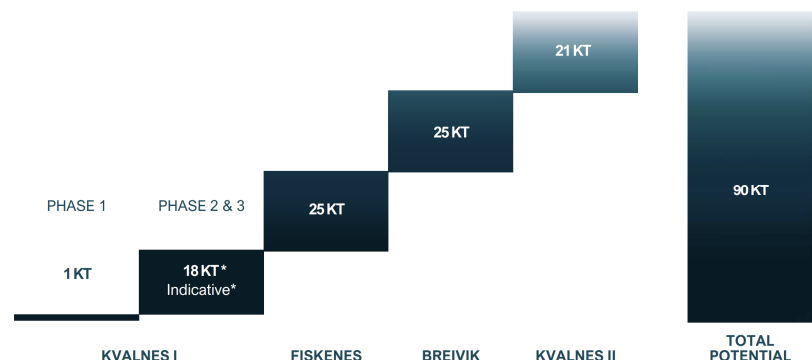 21 KT
25 KT
90 KT
PHASE 1
PHASE 2 & 3
25 KT
1 KT
18 KT*
Indicative*
KVALNES I
FISKENES
BREIVIK
KVALNES II
TOTAL
POTENTIAL